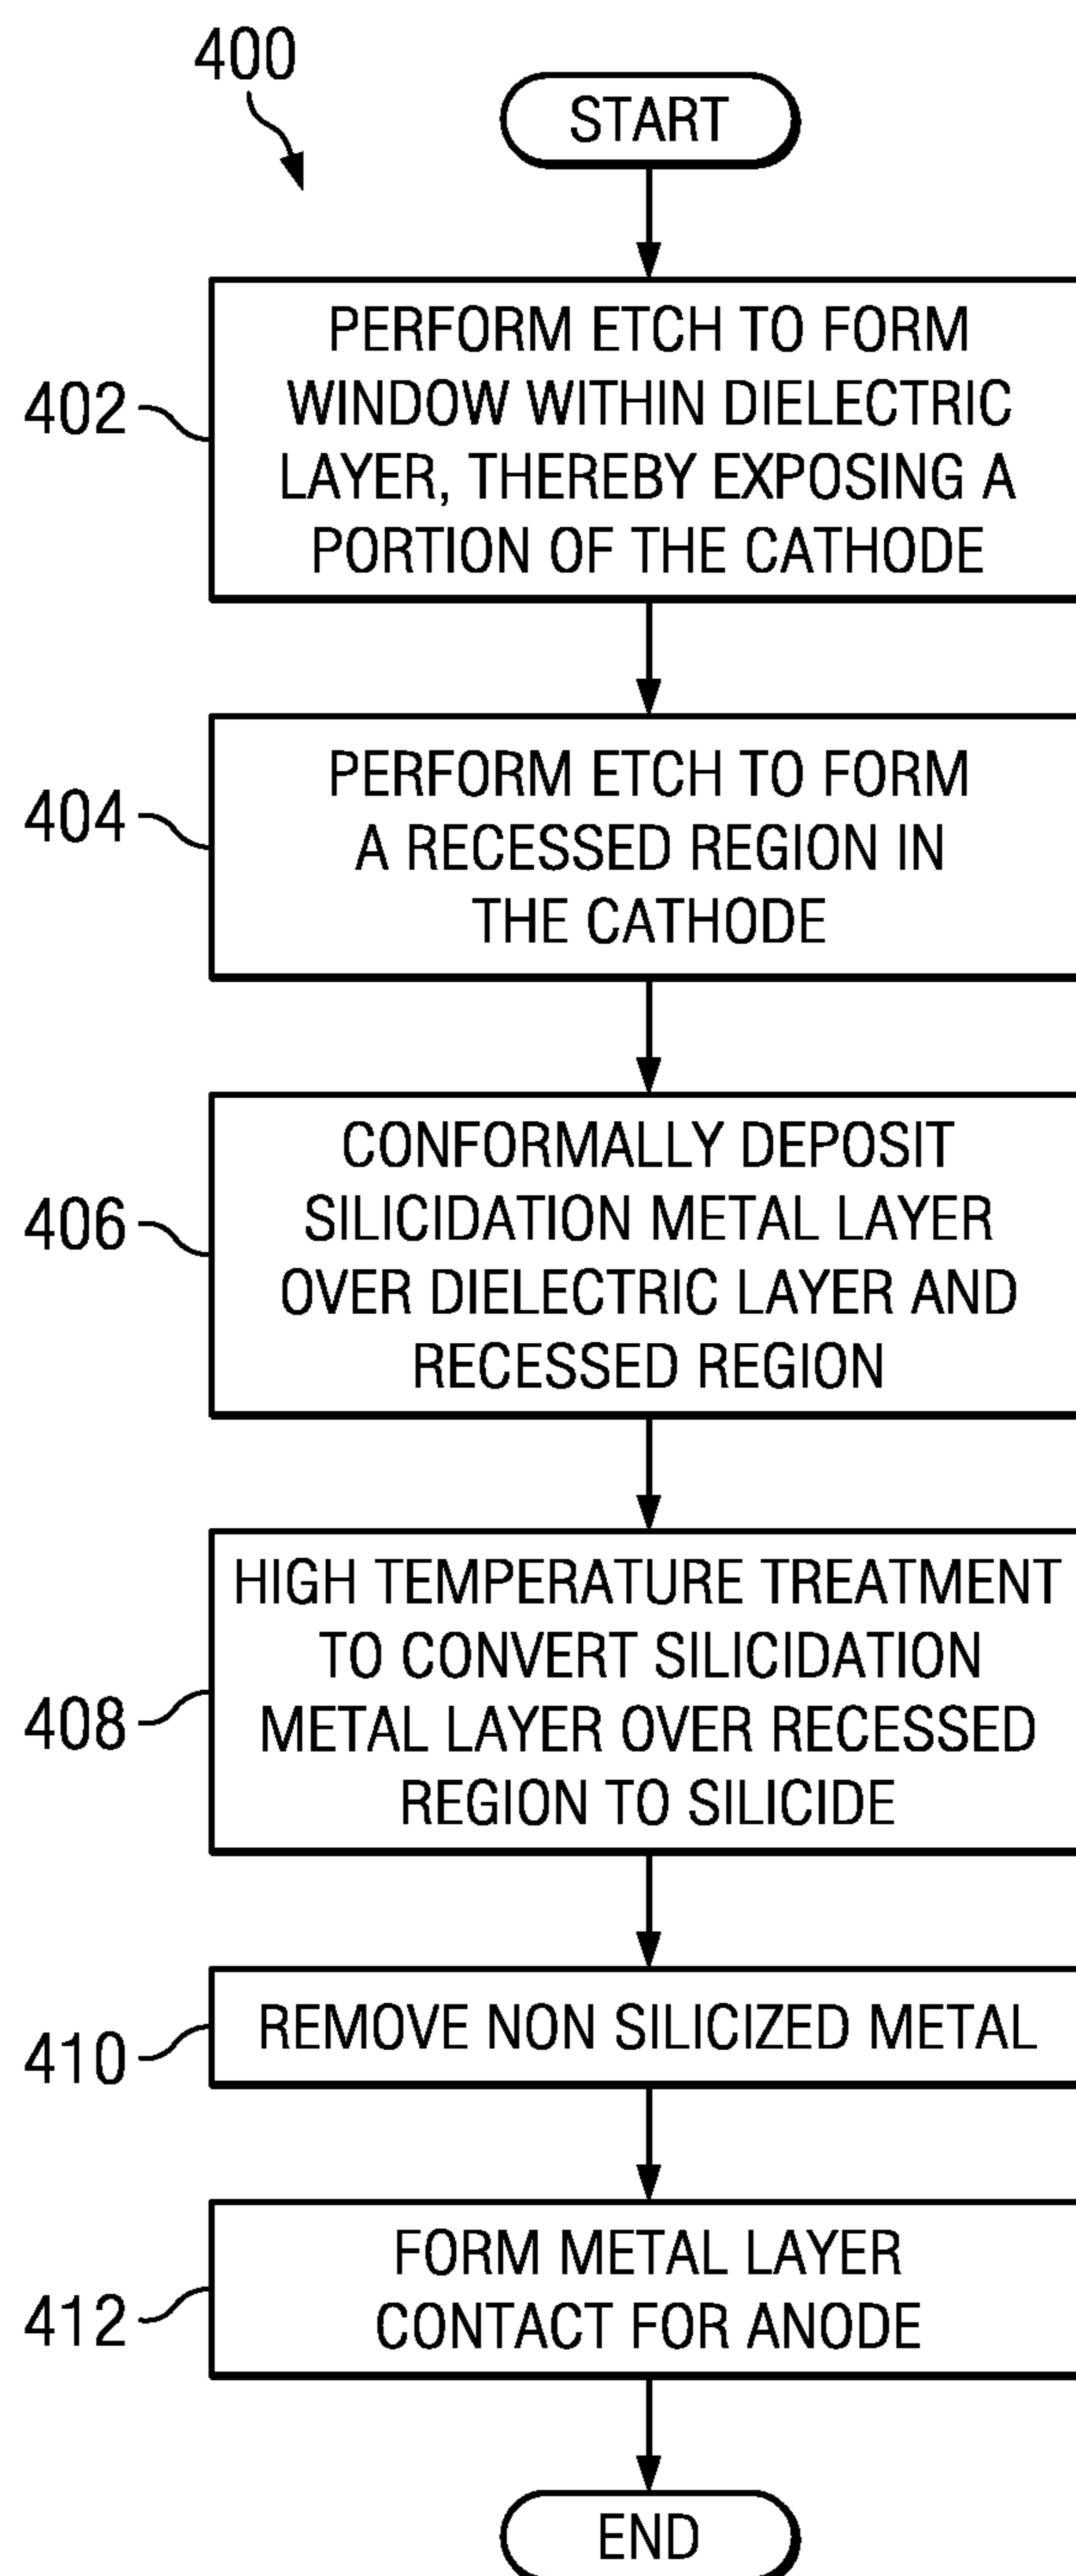 400
START
402
PERFORM ETCH TO FORM
WINDOW WITHIN DIELECTRIC
LAYER, THEREBY EXPOSING A
PORTION OF THE CATHODE
404
PERFORM ETCH TO FORM
A RECESSED REGION IN
THE CATHODE
406
CONFORMALLY DEPOSIT
SILICIDATION METAL LAYER
OVER DIELECTRIC LAYER AND
RECESSED REGION
408
HIGH TEMPERATURE TREATMENT
TO CONVERT SILICIDATION
METAL LAYER OVER RECESSED
REGION TO SILICIDE
410
REMOVE NON SILICIZED METAL
412
FORM METAL LAYER
CONTACT FOR ANODE
END